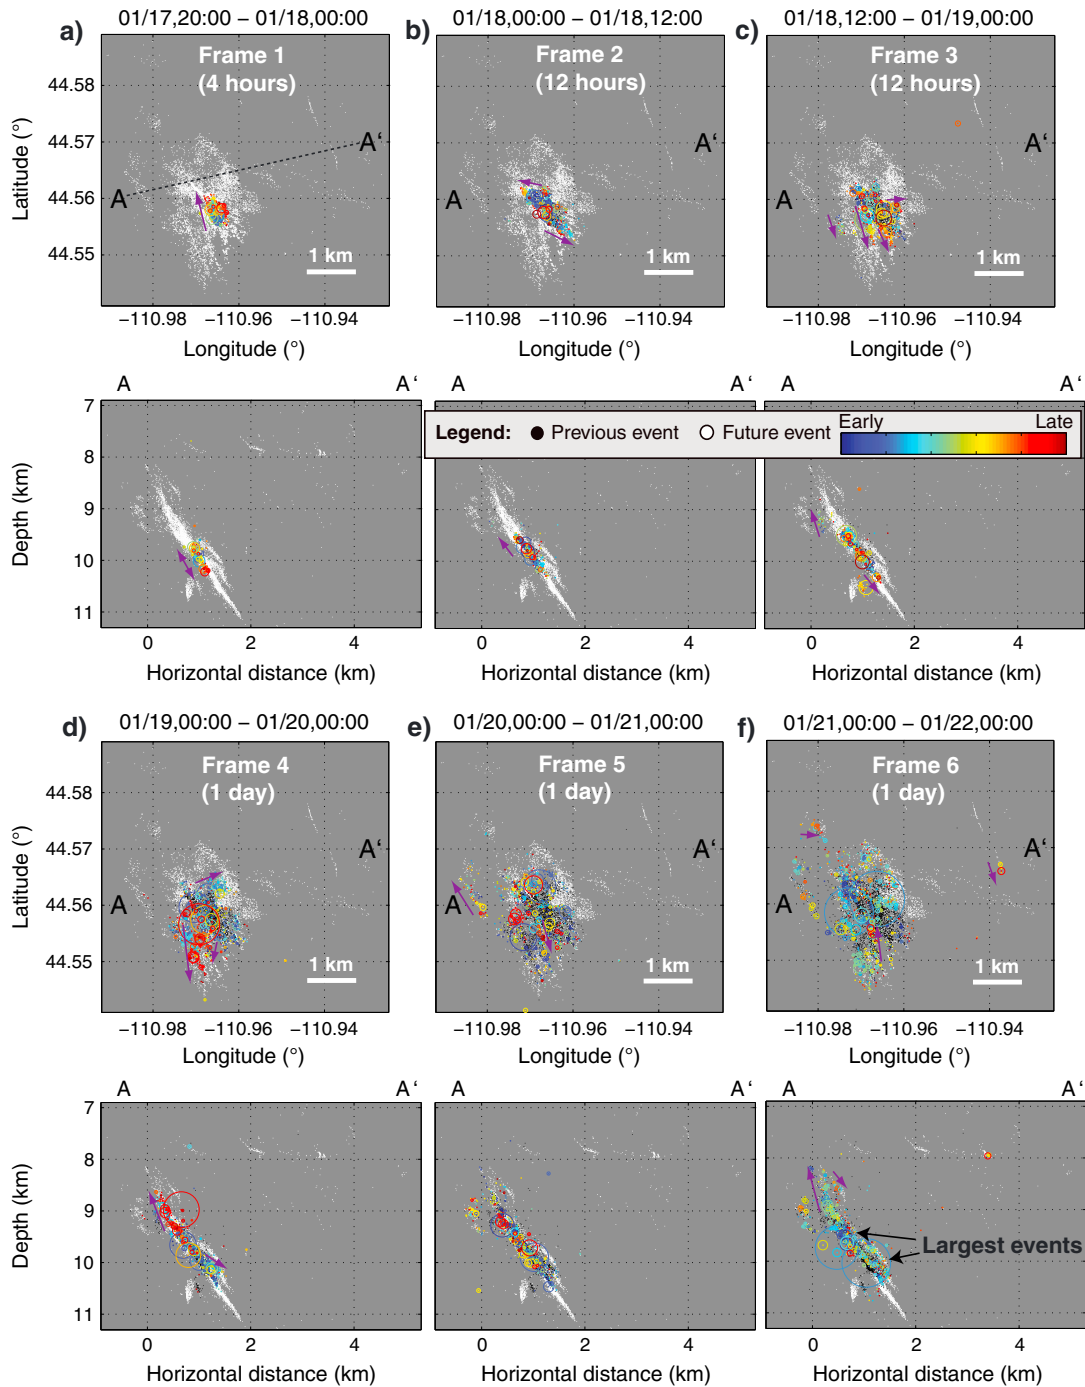 01/17,20:00 − 01/18,00:00
01/18,00:00 − 01/18,12:00
01/18,12:00 − 01/19,00:00
a)
b)
c)
Frame 1
(4 hours)
Frame 2
(12 hours)
Frame 3
(12 hours)
44.58
44.57
44.56
44.55
Latitude (°)
A
A‘
A
A‘
A
A‘
1 km
1 km
1 km
−110.98 −110.96 −110.94
−110.98 −110.96 −110.94
−110.98 −110.96 −110.94
Longitude (°)
Longitude (°)
Longitude (°)
A A‘
A A‘
A A‘
Legend: Previous event Future event Early Late
7
8
9
10
11
Depth (km)
0 2 4
0 2 4
0 2 4
Horizontal distance (km)
Horizontal distance (km)
Horizontal distance (km)
01/19,00:00 − 01/20,00:00
01/20,00:00 − 01/21,00:00
01/21,00:00 − 01/22,00:00
d)
e)
f)
Frame 4
(1 day)
Frame 5
(1 day)
Frame 6
(1 day)
44.58
44.57
44.56
44.55
Latitude (°)
A
A‘
A
A‘
A
A‘
1 km
1 km
1 km
−110.98 −110.96 −110.94
−110.98 −110.96 −110.94
−110.98 −110.96 −110.94
Longitude (°)
Longitude (°)
Longitude (°)
A A‘
A A‘
A A‘
7
8
9
10
11
Depth (km)
Largest events
0 2 4
0 2 4
0 2 4
Horizontal distance (km)
Horizontal distance (km)
Horizontal distance (km)